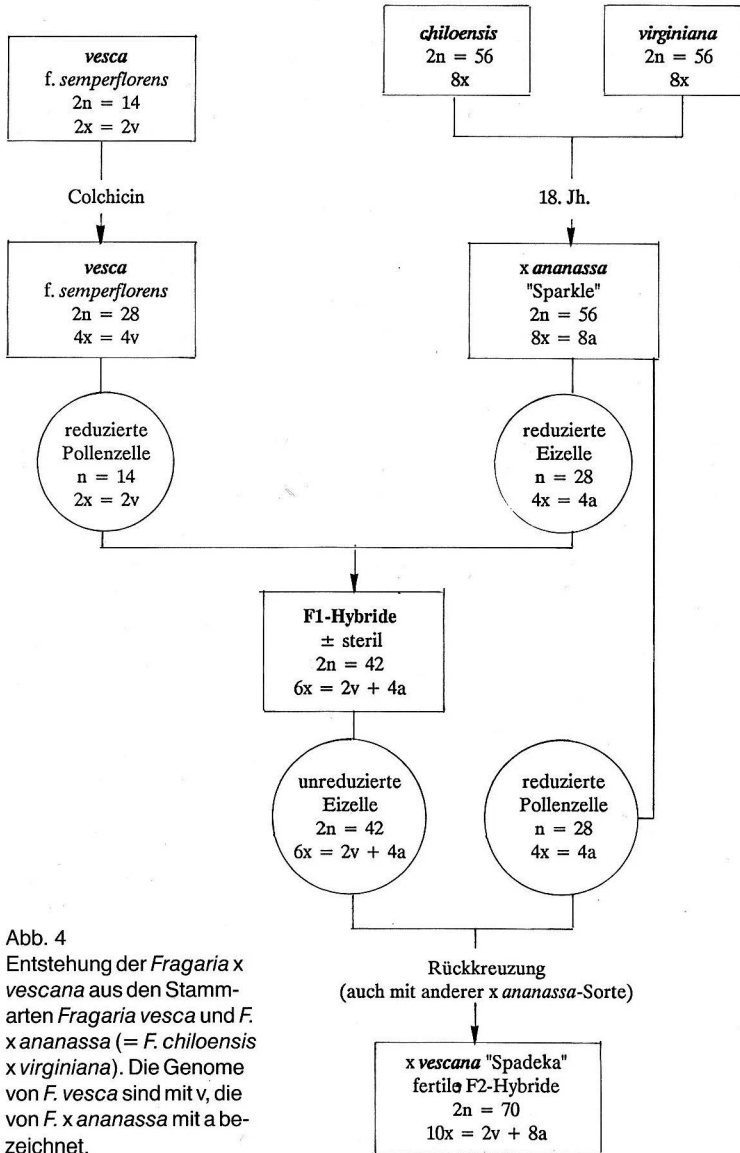 vesca
f. semperflorens
2n = 14
2x = 2v
chiloensis
2n = 56
8x
virginiana
2n = 56
8x
Colchicin
18. Jh.
vesca
f. semperflorens
2n = 28
4x = 4v
x ananassa
"Sparkle"
2n = 56
8x = 8a
reduzierte
Pollenzelle
n = 14
2x = 2v
reduzierte
Eizelle
n = 28
4x = 4a
F1-Hybride
± steril
2n = 42
6x = 2v + 4a
unreduzierte
Eizelle
2n = 42
6x = 2v + 4a
reduzierte
Pollenzelle
n = 28
4x = 4a
Rückkreuzung
(auch mit anderer x ananassa-Sorte)
x vescana "Spadeka"
fertile F2-Hybride
2n = 70
10x = 2v + 8a
Abb. 4
Entstehung der Fragaria x
vescana aus den Stamm-
arten Fragaria vesca und F.
x ananassa (= F. chiloensis
x virginiana). Die Genome
von F. vesca sind mit v, die
von F. x ananassa mit a be-
zeichnet.